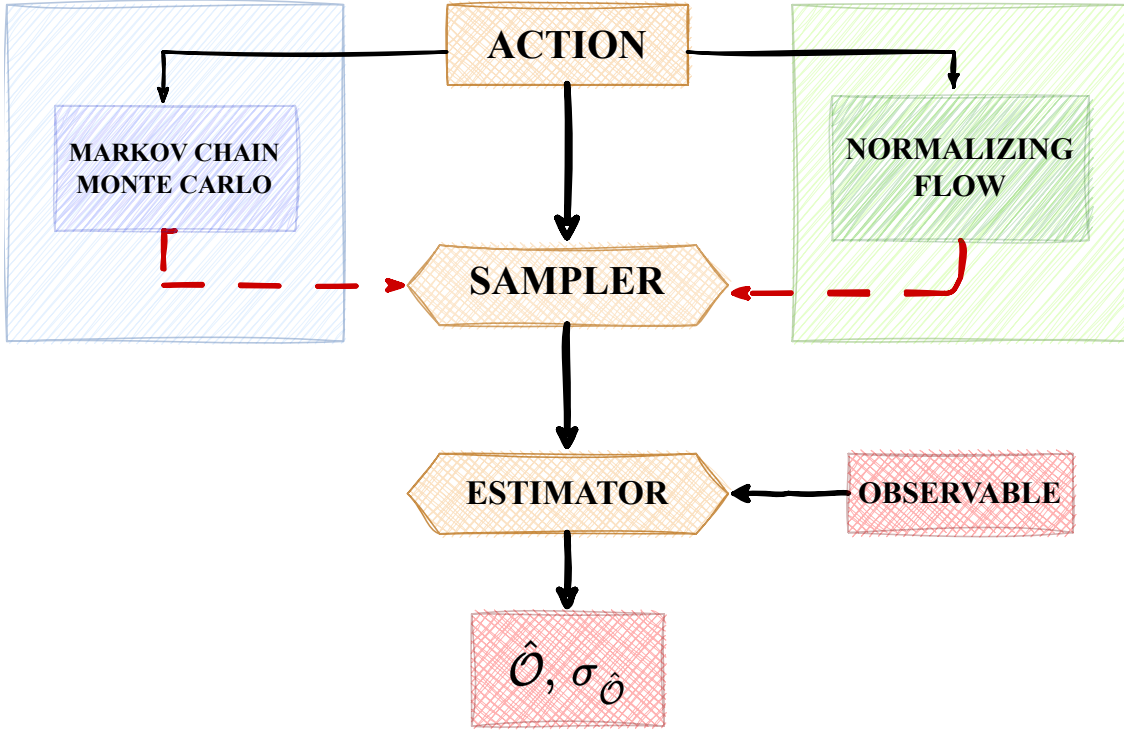 ACTION
MARKOV CHAIN
MONTE CARLO
NORMALIZING
FLOW
SAMPLER
ESTIMATOR
OBSERVABLE
𝒪̂, σ_𝒪̂